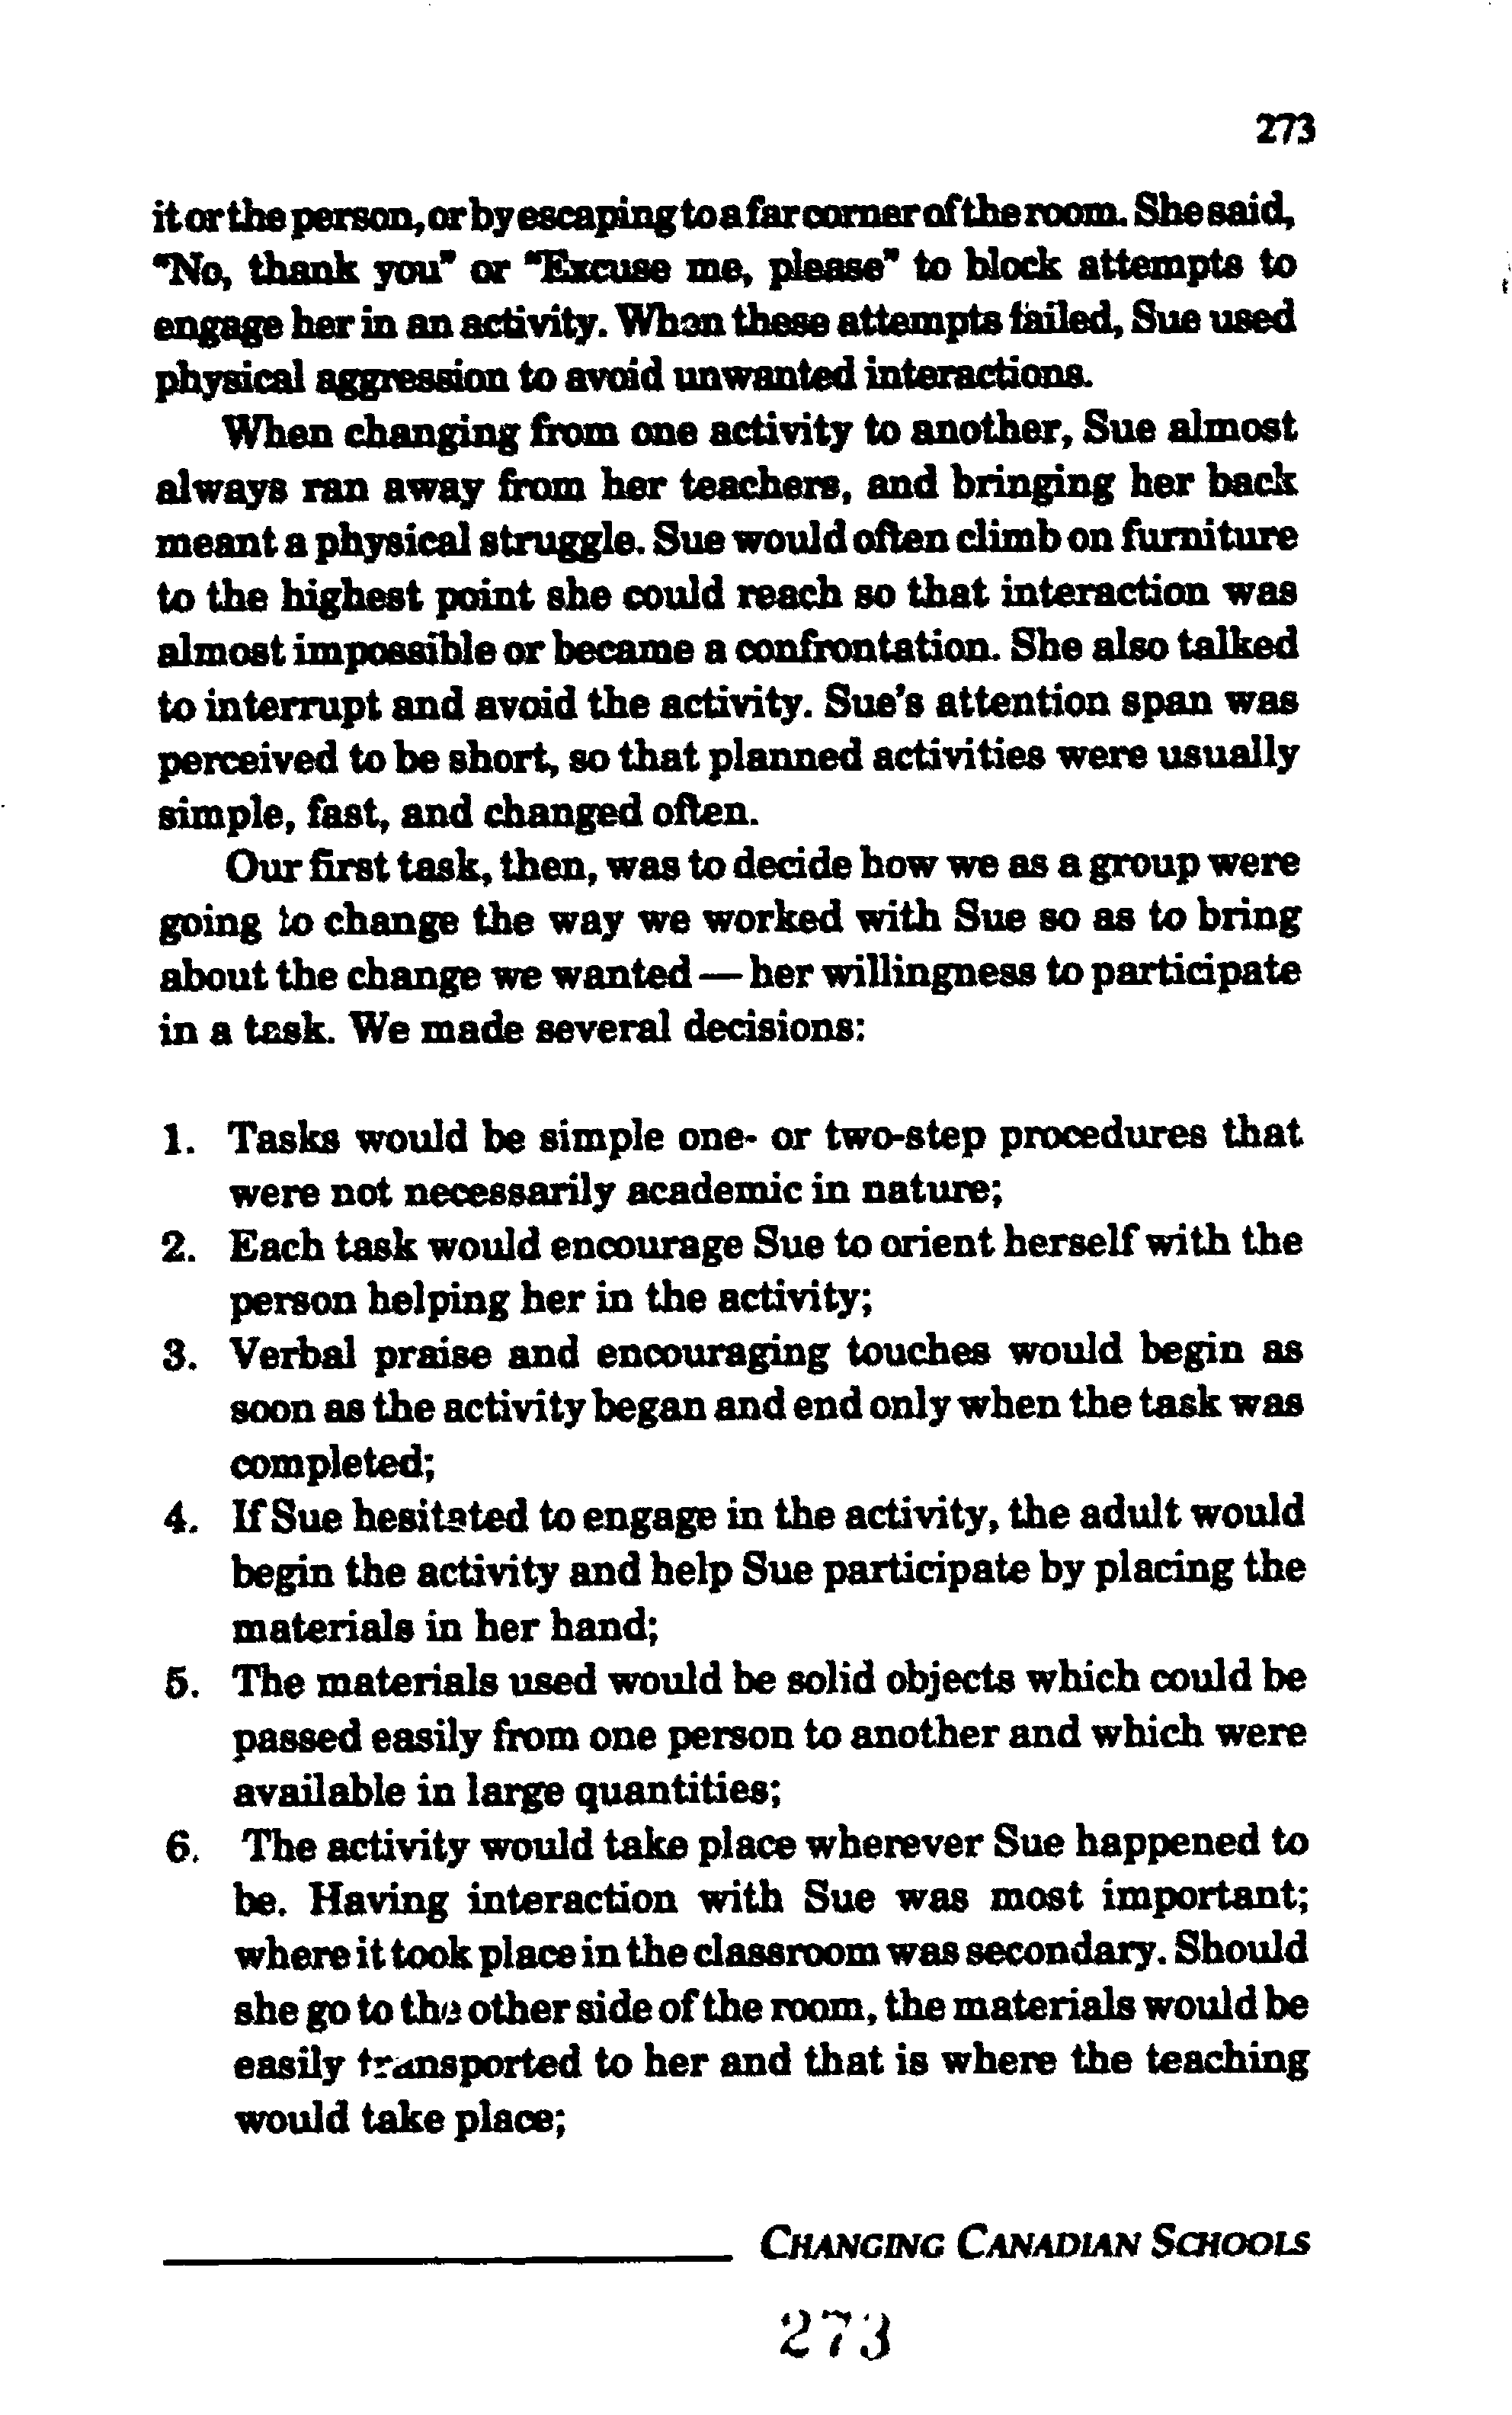 273
it or the person, or by escaping to a far corner of the room. She said,
"No, thank you" or "Excuse me, please" to block attempts to
engage her in an activity. When these attempts failed, Sue used
physical aggression to avoid unwanted interactions.
When changing from one activity to another, Sue almost
always ran away from her teachers, and bringing her back
meant a physical struggle. Sue would often climb on furniture
to the highest point she could reach so that interaction was
almost impossible or became a confrontation. She also talked
to interrupt and avoid the activity. Sue's attention span was
perceived to be short, so that planned activities were usually
simple, fast, and changed often.
Our first task, then, was to decide how we as a group were
going to change the way we worked with Sue so as to bring
about the change we wanted — her willingness to participate
in a task. We made several decisions:
1. Tasks would be simple one- or two-step procedures that
were not necessarily academic in nature;
2. Each task would encourage Sue to orient herself with the
person helping her in the activity;
3. Verbal praise and encouraging touches would begin as
soon as the activity began and end only when the task was
completed;
4. If Sue hesitated to engage in the activity, the adult would
begin the activity and help Sue participate by placing the
materials in her hand;
5. The materials used would be solid objects which could be
passed easily from one person to another and which were
available in large quantities;
6. The activity would take place wherever Sue happened to
be. Having interaction with Sue was most important;
where it took place in the classroom was secondary. Should
she go to the other side of the room, the materials would be
easily transported to her and that is where the teaching
would take place;
CHANGING CANADIAN SCHOOLS
273